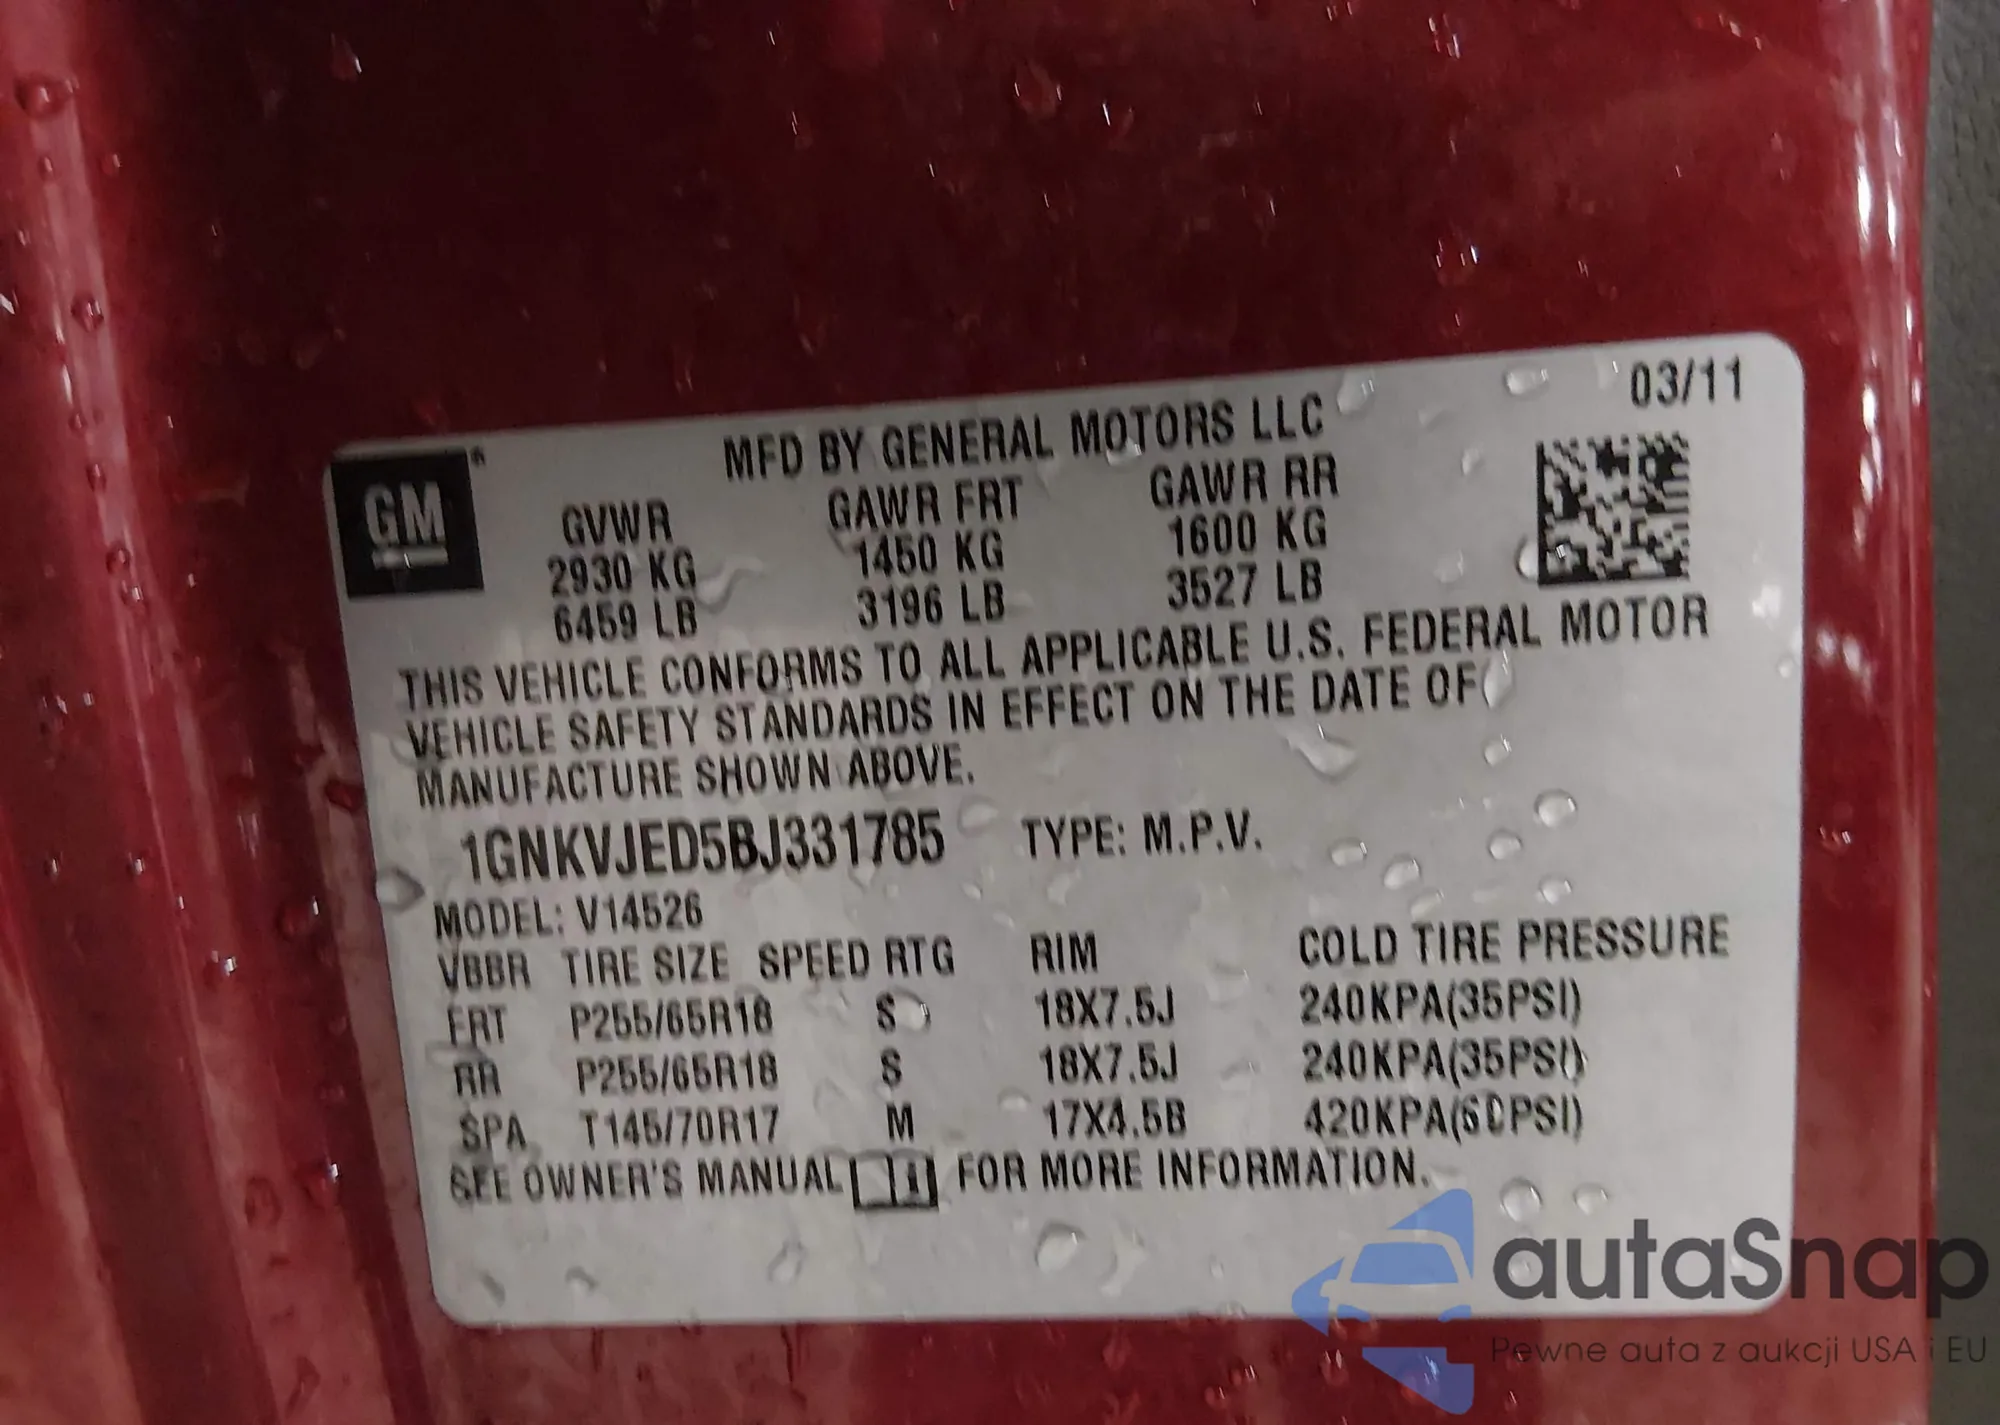 03/11
MFD BY GENERAL MOTORS LLC
GM
GVWR GAWR FRT GAWR RR
2930 KG 1450 KG 1600 KG
6459 LB 3196 LB 3527 LB
THIS VEHICLE CONFORMS TO ALL APPLICABLE U.S. FEDERAL MOTOR
VEHICLE SAFETY STANDARDS IN EFFECT ON THE DATE OF
MANUFACTURE SHOWN ABOVE.
1GNKVJED5BJ331785 TYPE: M.P.V.
MODEL: V14526
VBBR TIRE SIZE SPEED RTG RIM COLD TIRE PRESSURE
FRT P255/65R18 S 18X7.5J 240KPA(35PSI)
RR P255/65R18 S 18X7.5J 240KPA(35PSI)
SPA T145/70R17 M 17X4.5B 420KPA(60PSI)
SEE OWNER'S MANUAL FOR MORE INFORMATION.
autaSnap
Pewne auta z aukcji USA i EU